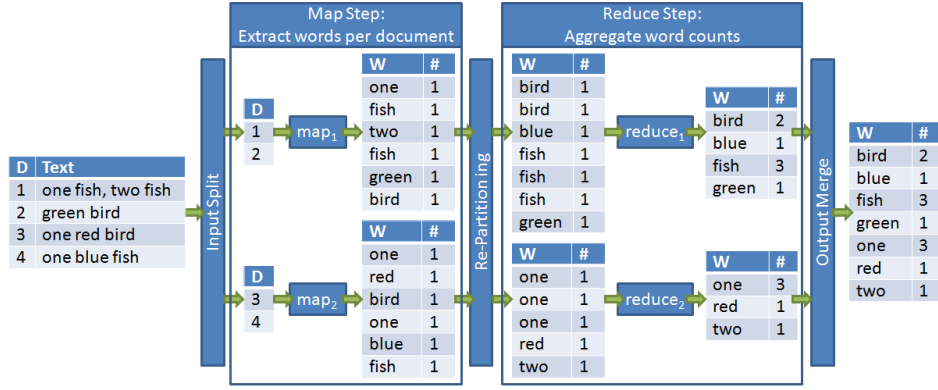 Map Step:
Extract words per document
Reduce Step:
Aggregate word counts
D Text
1 one fish, two fish
2 green bird
3 one red bird
4 one blue fish
Input Split
D
1
2
map1
W #
one 1
fish 1
two 1
fish 1
green 1
bird 1
D
3
4
map2
W #
one 1
red 1
bird 1
one 1
blue 1
fish 1
Re-Partition ing
W #
bird 1
bird 1
blue 1
fish 1
fish 1
fish 1
green 1
reduce1
W #
bird 2
blue 1
fish 3
green 1
W #
one 1
one 1
one 1
red 1
two 1
reduce2
W #
one 3
red 1
two 1
Output Merge
W #
bird 2
blue 1
fish 3
green 1
one 3
red 1
two 1